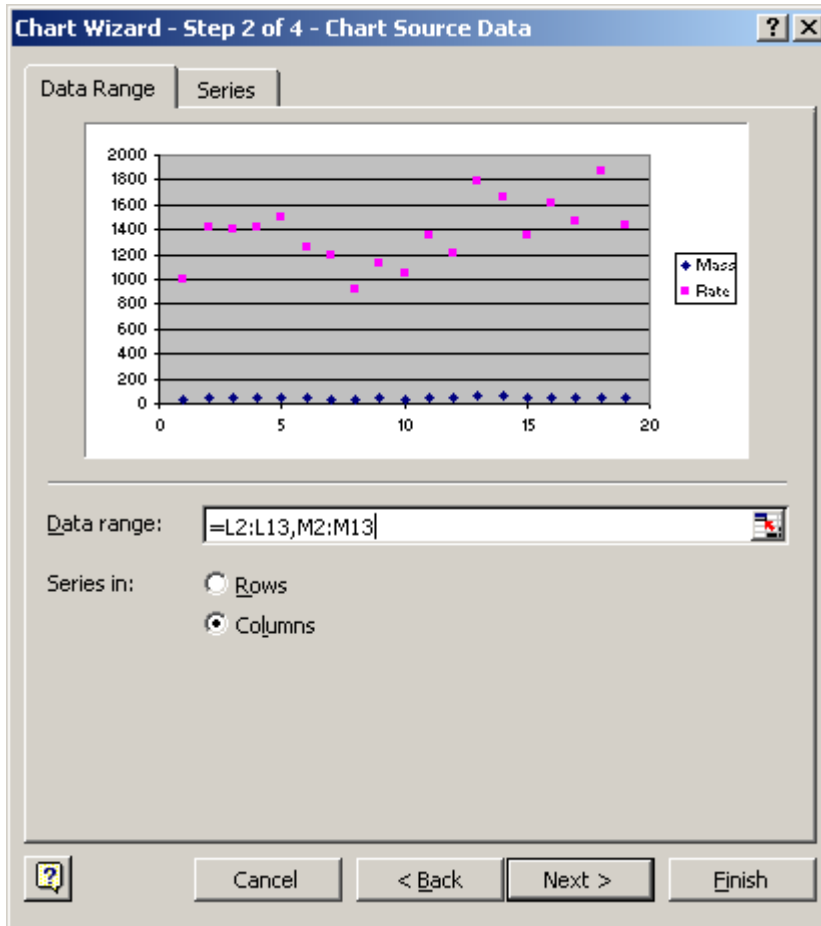 Chart Wizard - Step 2 of 4 - Chart Source Data
Data Range Series
2000
1800
1600
1400
1200
1000
800
600
400
200
0
0 5 10 15 20
Mass
Rate
Data range: =L2:L13,M2:M13
Series in: Rows
Columns
Cancel < Back Next > Finish